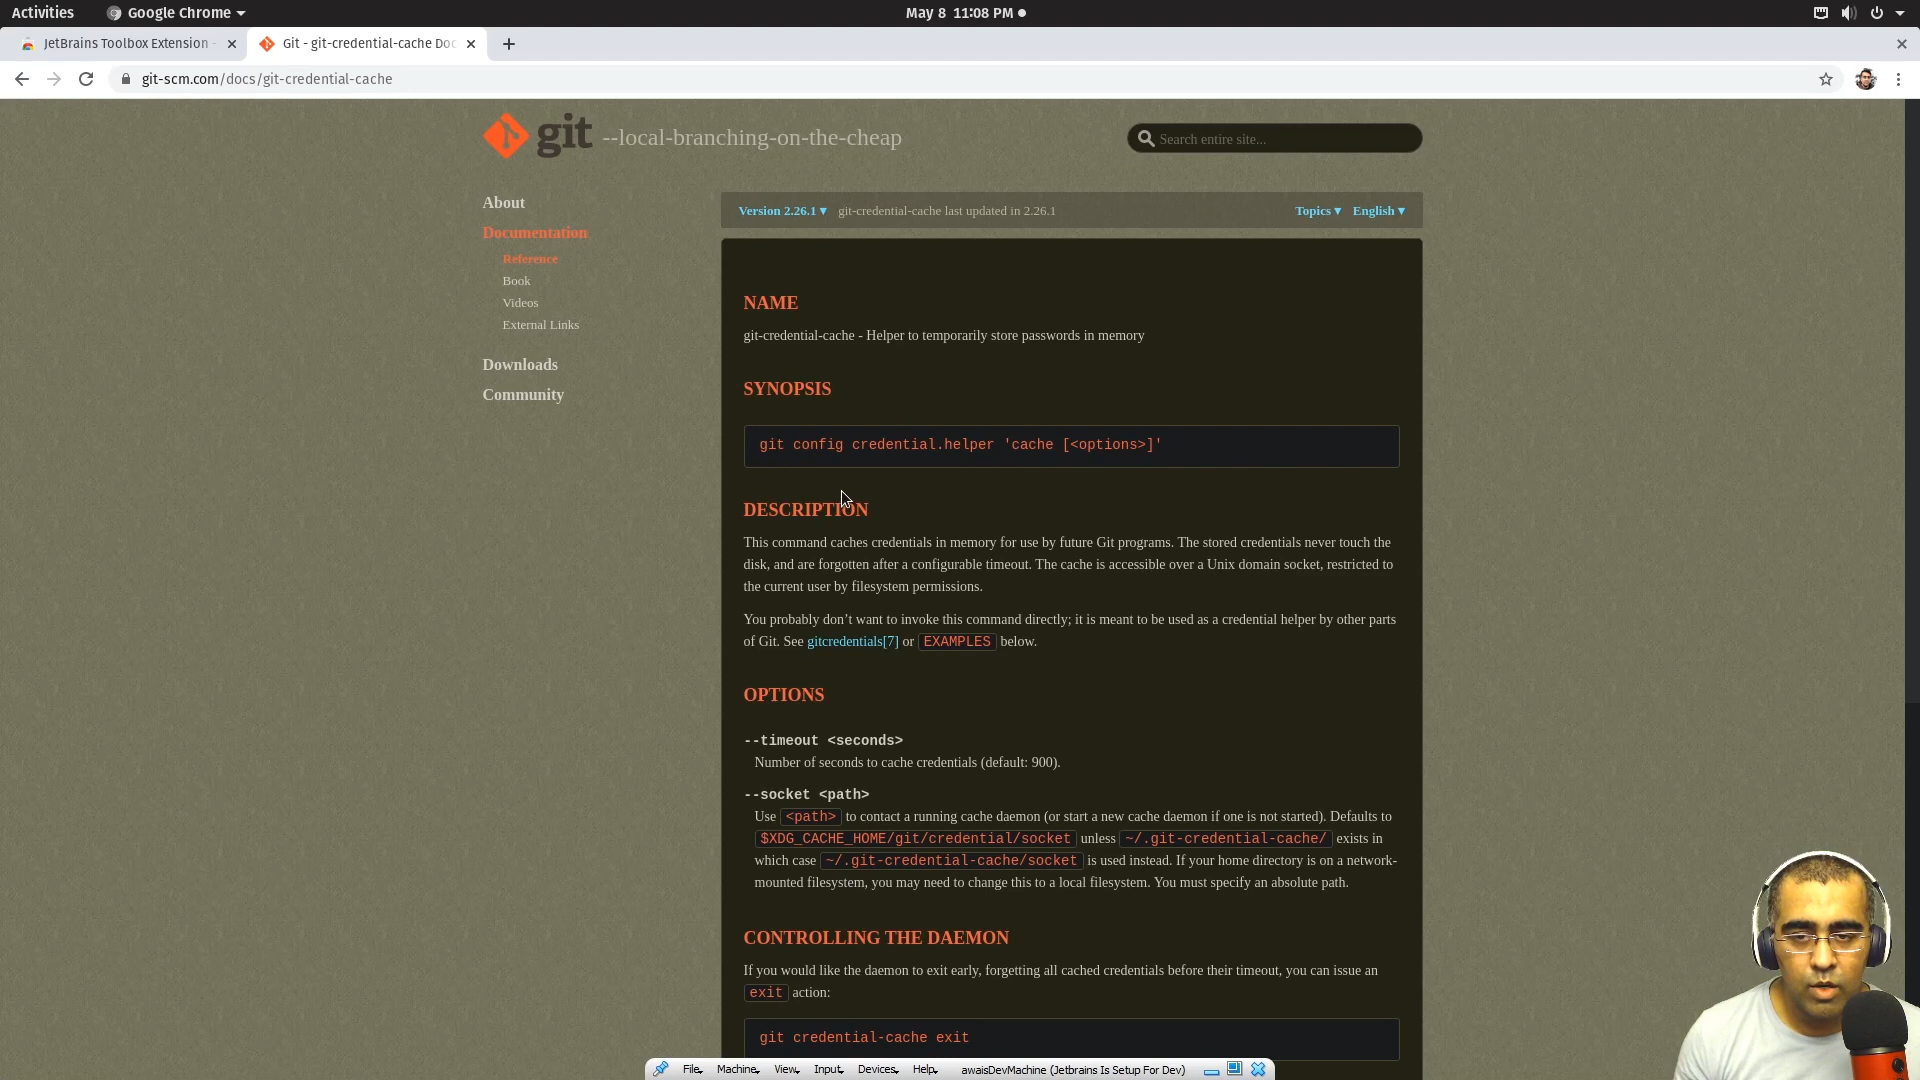 Activities
Google Chrome
May 8 11:08 PM
JetBrains Toolbox Extension -
Git - git-credential-cache Doc
git-scm.com/docs/git-credential-cache
git --local-branching-on-the-cheap
Search entire site...
About
Documentation
Reference
Book
Videos
External Links
Downloads
Community
Version 2.26.1 ▾ git-credential-cache last updated in 2.26.1
Topics ▾ English ▾
NAME
git-credential-cache - Helper to temporarily store passwords in memory
SYNOPSIS
git config credential.helper 'cache [<options>]'
DESCRIPTION
This command caches credentials in memory for use by future Git programs. The stored credentials never touch the
disk, and are forgotten after a configurable timeout. The cache is accessible over a Unix domain socket, restricted to
the current user by filesystem permissions.
You probably don’t want to invoke this command directly; it is meant to be used as a credential helper by other parts
of Git. See gitcredentials[7] or EXAMPLES below.
OPTIONS
--timeout <seconds>
Number of seconds to cache credentials (default: 900).
--socket <path>
Use <path> to contact a running cache daemon (or start a new cache daemon if one is not started). Defaults to
$XDG_CACHE_HOME/git/credential/socket unless ~/.git-credential-cache/ exists in
which case ~/.git-credential-cache/socket is used instead. If your home directory is on a network-
mounted filesystem, you may need to change this to a local filesystem. You must specify an absolute path.
CONTROLLING THE DAEMON
If you would like the daemon to exit early, forgetting all cached credentials before their timeout, you can issue an
exit action:
git credential-cache exit
File Machine View Input Devices Help awaisDevMachine (Jetbrains Is Setup For Dev)